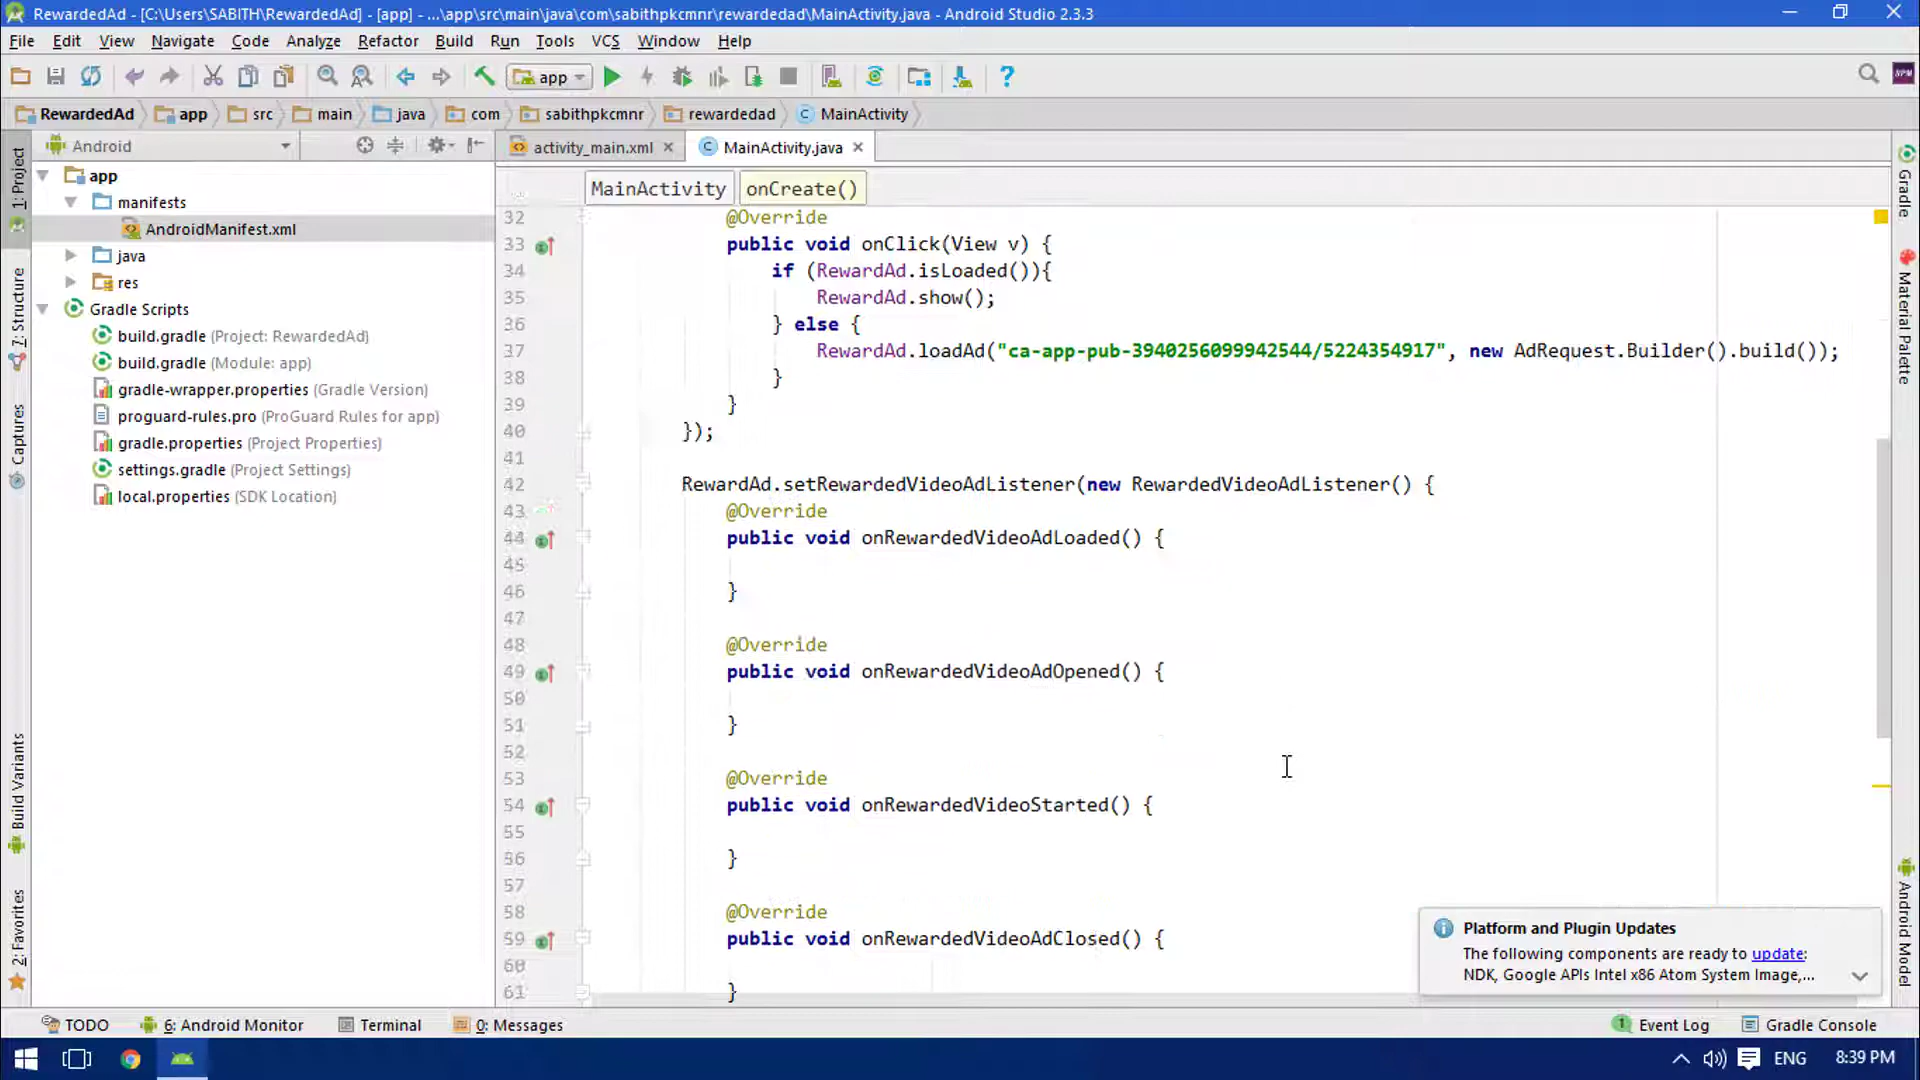 RewardedAd - [C:\Users\SABITH\RewardedAd] - [app] - ...\app\src\main\java\com\sabithpkcmnr\rewardedad\MainActivity.java - Android Studio 2.3.3
File Edit View Navigate Code Analyze Refactor Build Run Tools VCS Window Help
app
RewardedAd app src main java com sabithpkcmnr rewardedad MainActivity
Android
activity_main.xml MainActivity.java
MainActivity onCreate()
1: Project
7: Structure
Captures
Build Variants
2: Favorites
app
manifests
AndroidManifest.xml
java
res
Gradle Scripts
build.gradle (Project: RewardedAd)
build.gradle (Module: app)
gradle-wrapper.properties (Gradle Version)
proguard-rules.pro (ProGuard Rules for app)
gradle.properties (Project Properties)
settings.gradle (Project Settings)
local.properties (SDK Location)
32 @Override
33 public void onClick(View v) {
34 if (RewardAd.isLoaded()){
35 RewardAd.show();
36 } else {
37 RewardAd.loadAd("ca-app-pub-3940256099942544/5224354917", new AdRequest.Builder().build());
38 }
39 }
40 });
41
42 RewardAd.setRewardedVideoAdListener(new RewardedVideoAdListener() {
43 @Override
44 public void onRewardedVideoAdLoaded() {
45
46 }
47
48 @Override
49 public void onRewardedVideoAdOpened() {
50
51 }
52
53 @Override
54 public void onRewardedVideoStarted() {
55
56 }
57
58 @Override
59 public void onRewardedVideoAdClosed() {
60
61 }
Gradle
Material Palette
Android Model
Platform and Plugin Updates
The following components are ready to update:
NDK, Google APIs Intel x86 Atom System Image,...
TODO 6: Android Monitor Terminal 0: Messages 1 Event Log Gradle Console
ENG 8:39 PM